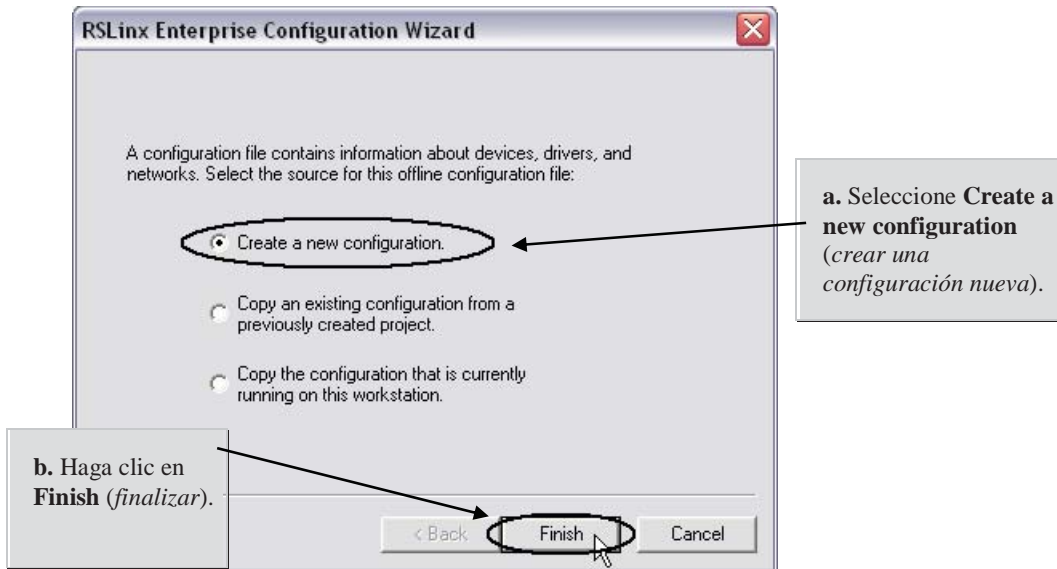 RSLinx Enterprise Configuration Wizard
A configuration file contains information about devices, drivers, and
networks. Select the source for this offline configuration file:
Create a new configuration.
Copy an existing configuration from a
previously created project.
Copy the configuration that is currently
running on this workstation.
a. Seleccione Create a
new configuration
(crear una
configuración nueva).
b. Haga clic en
Finish (finalizar).
< Back
Finish
Cancel